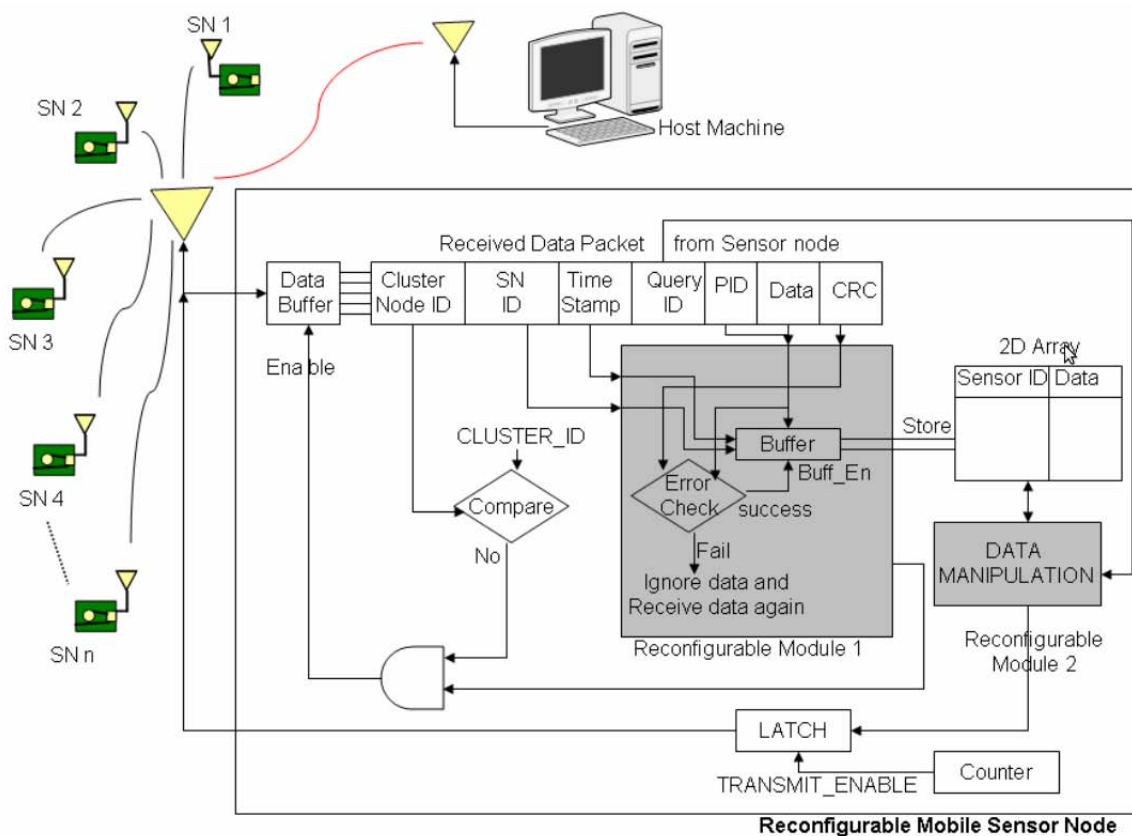 SN 1
SN 2
Host Machine
Received Data Packet from Sensor node
Data Buffer
Cluster Node ID
SN ID
Time Stamp
Query ID
PID
Data
CRC
SN 3
Enable
2D Array
Sensor ID
Data
CLUSTER_ID
Store
Buffer
Buff_En
Compare
Error Check
success
SN 4
No
Fail
Ignore data and
Receive data again
DATA
MANIPULATION
Reconfigurable Module 1
Reconfigurable
Module 2
SN n
LATCH
TRANSMIT_ENABLE
Counter
Reconfigurable Mobile Sensor Node